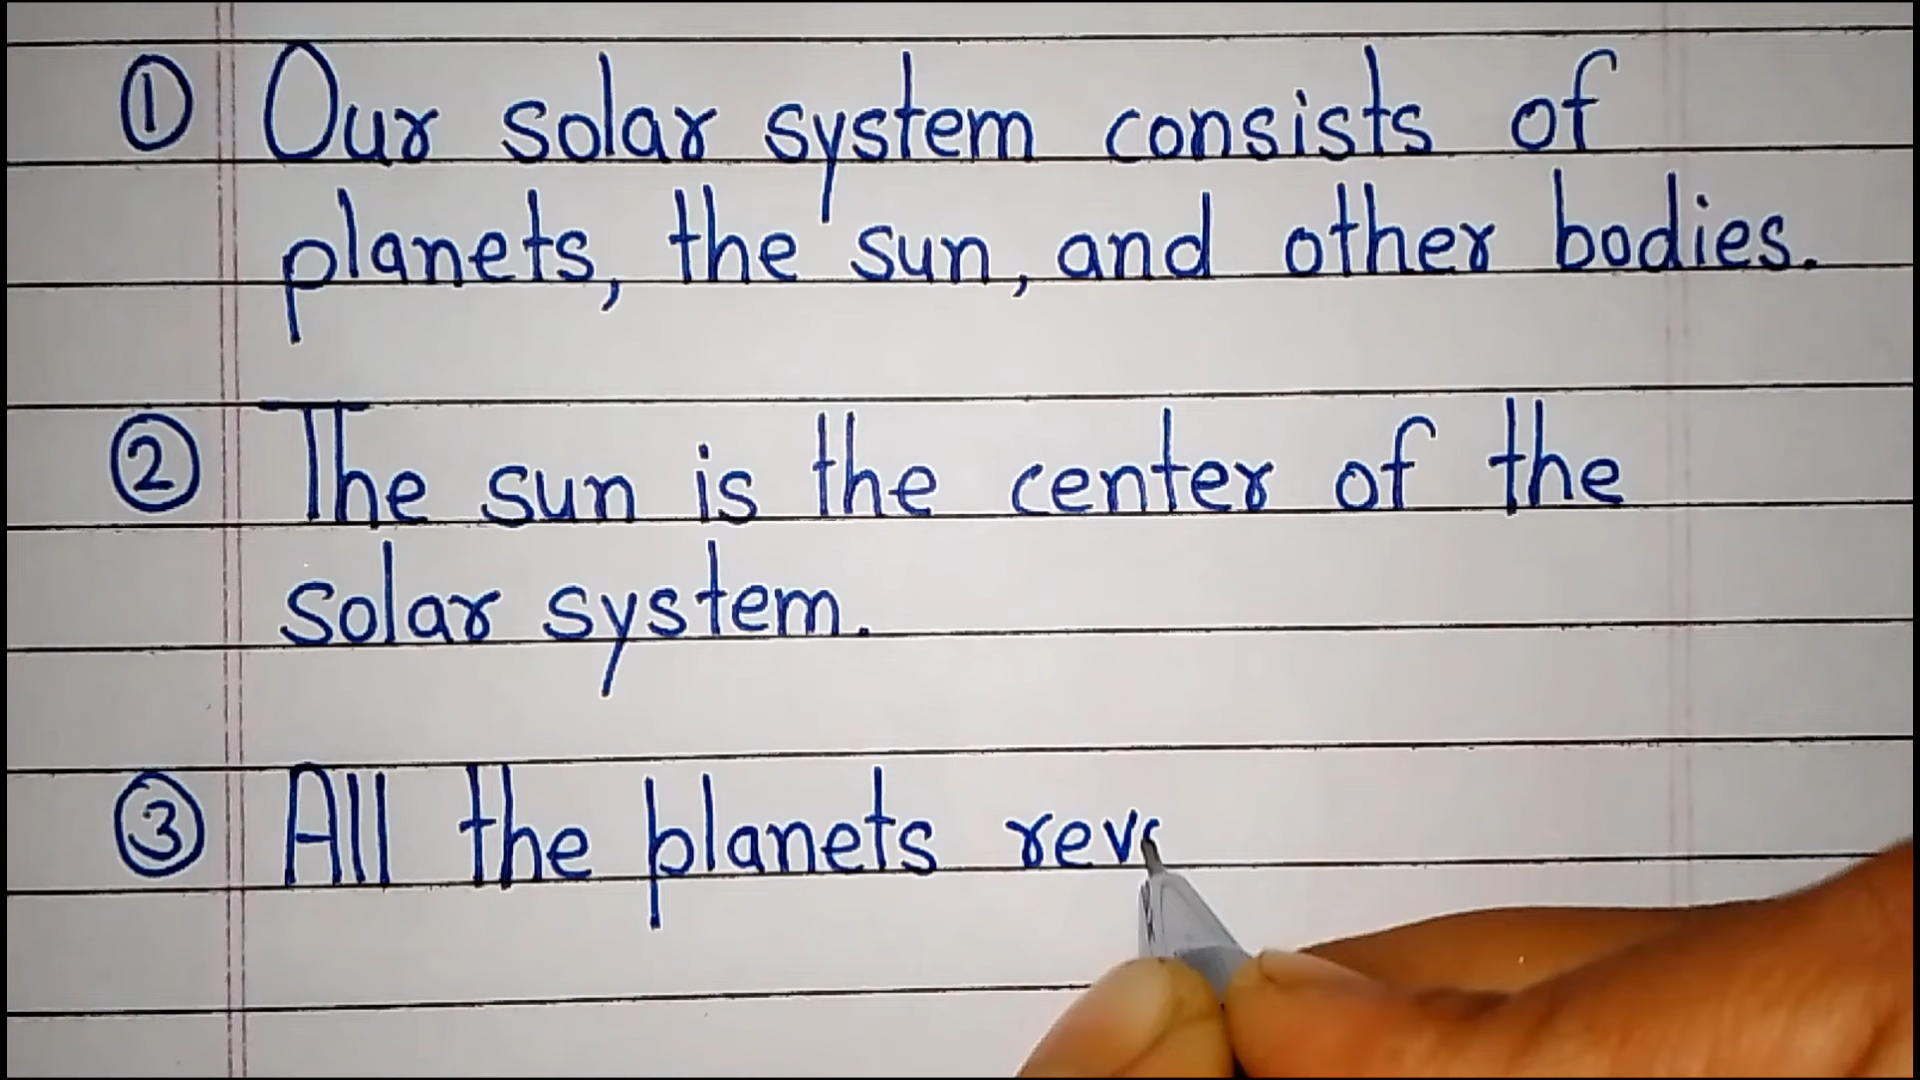 ① Our solar system consists of
planets, the sun, and other bodies.
② The sun is the center of the
solar system.
③ All the planets